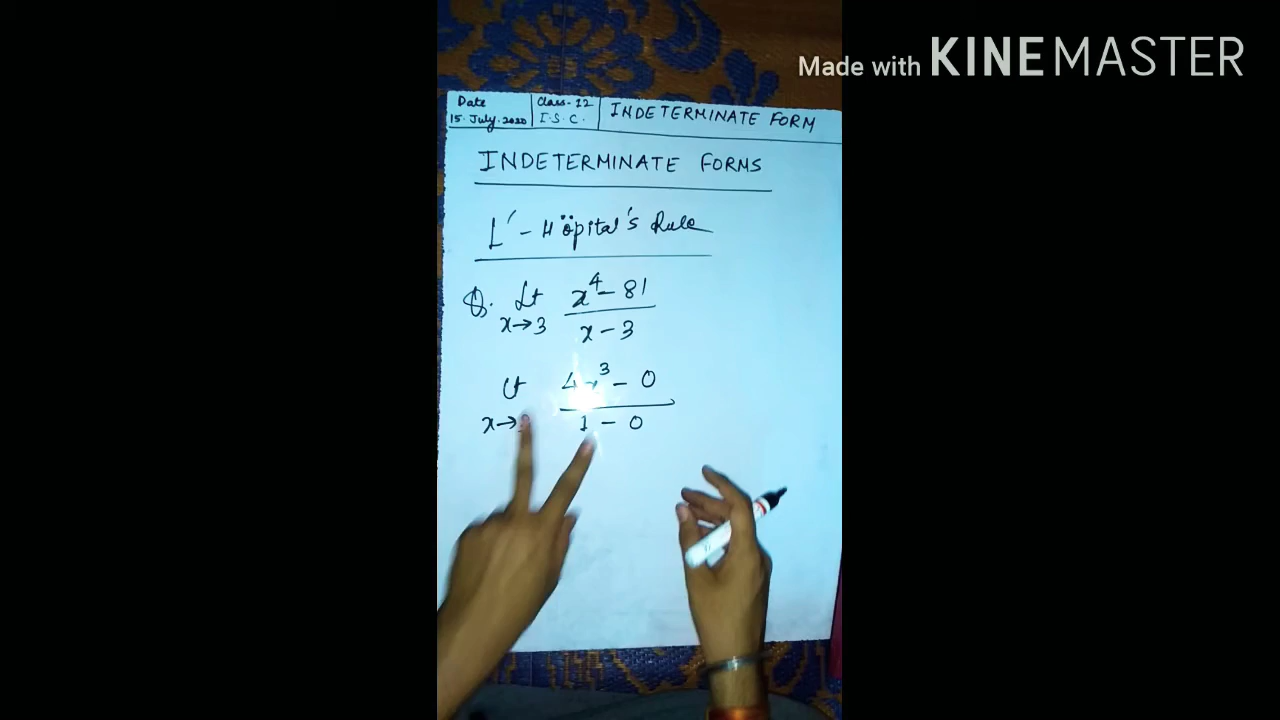 Made with KINEMASTER
Date
15.July.2020
Class-12
I.S.C.
INDETERMINATE FORM
INDETERMINATE FORMS
L' - Höpital's Rule
Q. Lt x⁴ - 81
x→3 x - 3
Lt 4x³ - 0
x→ 1 - 0